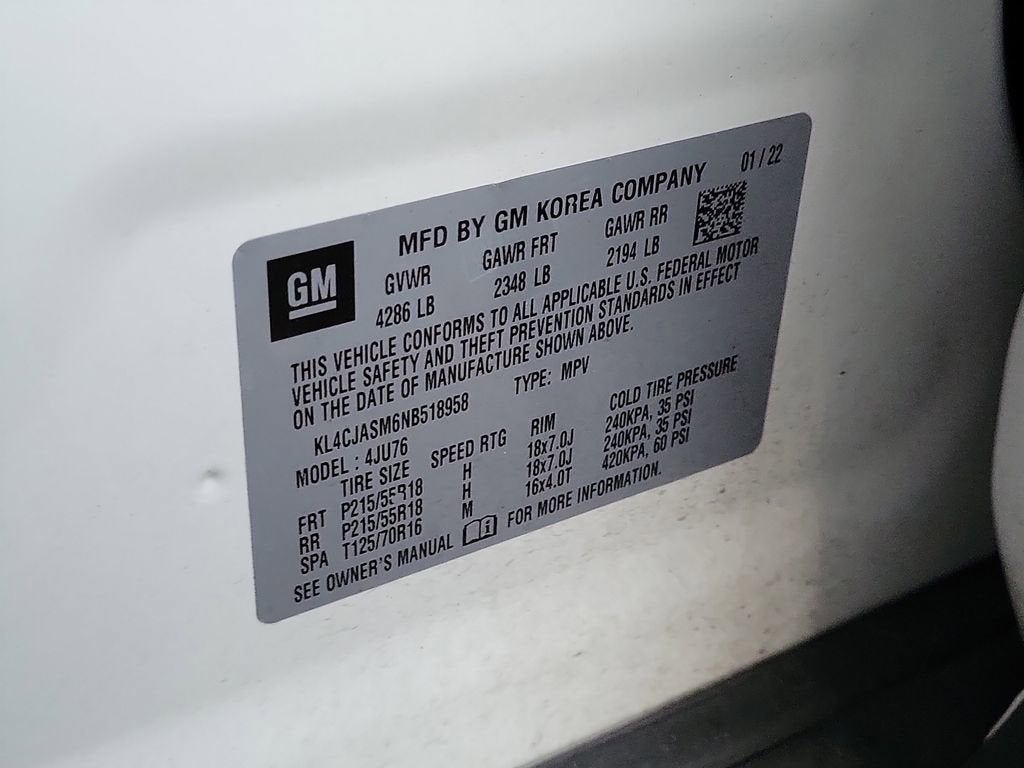 GM
MFD BY GM KOREA COMPANY 01 / 22
GVWR GAWR FRT GAWR RR
4286 LB 2348 LB 2194 LB
THIS VEHICLE CONFORMS TO ALL APPLICABLE U.S. FEDERAL MOTOR
VEHICLE SAFETY AND THEFT PREVENTION STANDARDS IN EFFECT
ON THE DATE OF MANUFACTURE SHOWN ABOVE.
KL4CJASM6NB518958 TYPE: MPV
MODEL : 4JU76
TIRE SIZE SPEED RTG RIM COLD TIRE PRESSURE
FRT P215/55R18 H 18x7.0J 240KPA, 35 PSI
RR P215/55R18 H 18x7.0J 240KPA, 35 PSI
SPA T125/70R16 M 16x4.0T 420KPA, 60 PSI
SEE OWNER'S MANUAL FOR MORE INFORMATION.